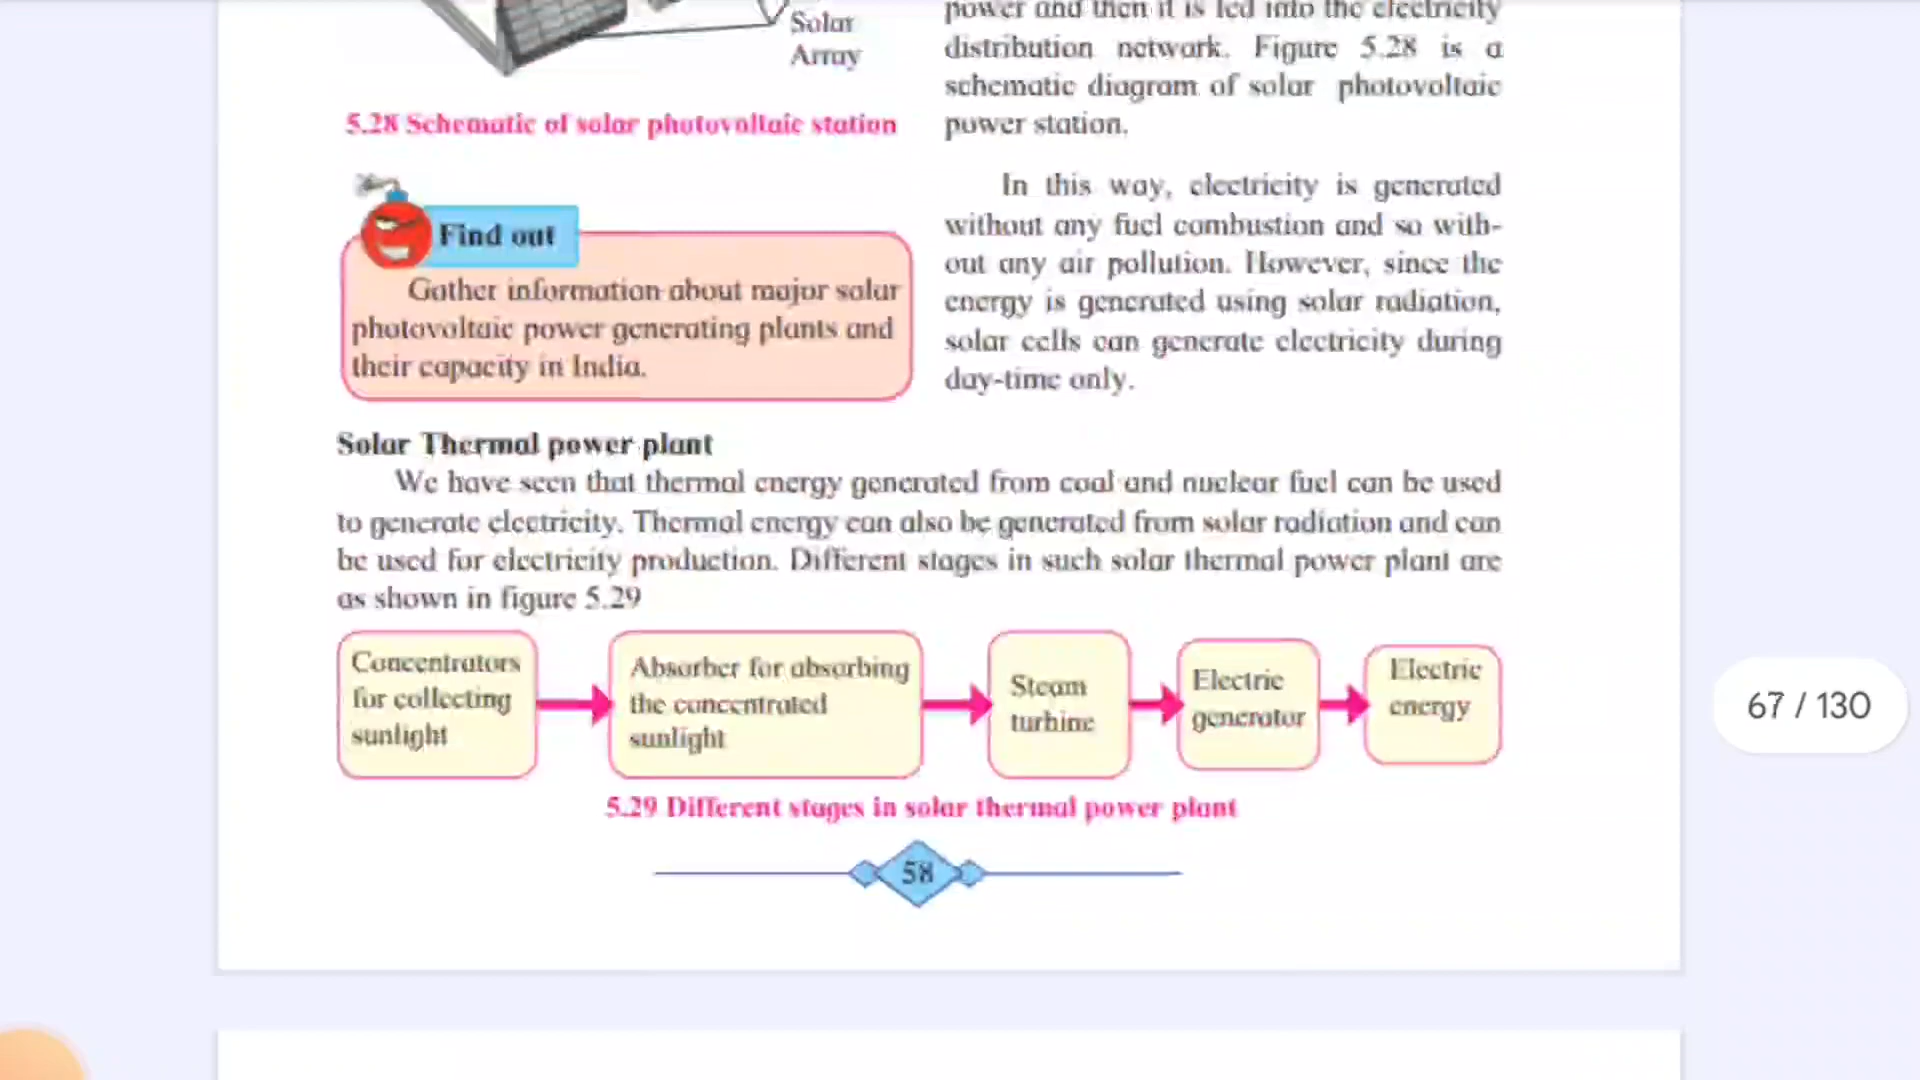 Solar
Array
5.28 Schematic of solar photovoltaic station
Find out
Gather information about major solar
photovoltaic power generating plants and
their capacity in India.
power and then it is fed into the electricity
distribution network. Figure 5.28 is a
schematic diagram of solar photovoltaic
power station.
In this way, electricity is generated
without any fuel combustion and so with-
out any air pollution. However, since the
energy is generated using solar radiation,
solar cells can generate electricity during
day-time only.
Solar Thermal power plant
We have seen that thermal energy generated from coal and nuclear fuel can be used
to generate electricity. Thermal energy can also be generated from solar radiation and can
be used for electricity production. Different stages in such solar thermal power plant are
as shown in figure 5.29
Concentrators
for collecting
sunlight
Absorber for absorbing
the concentrated
sunlight
Steam
turbine
Electric
generator
Electric
energy
5.29 Different stages in solar thermal power plant
58
67 / 130